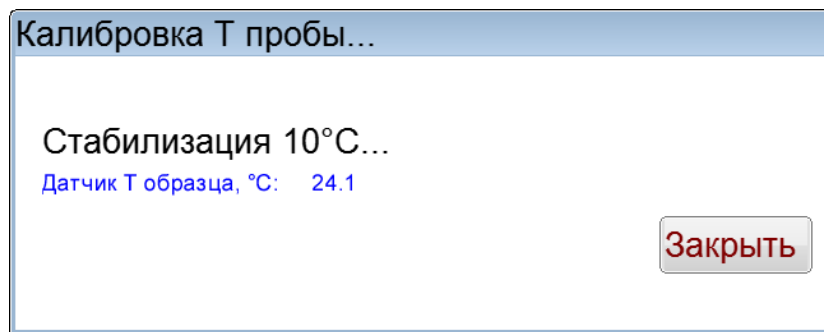 Калибровка Т пробы...
Стабилизация 10°C...
Датчик Т образца, °C: 24.1
Закрыть